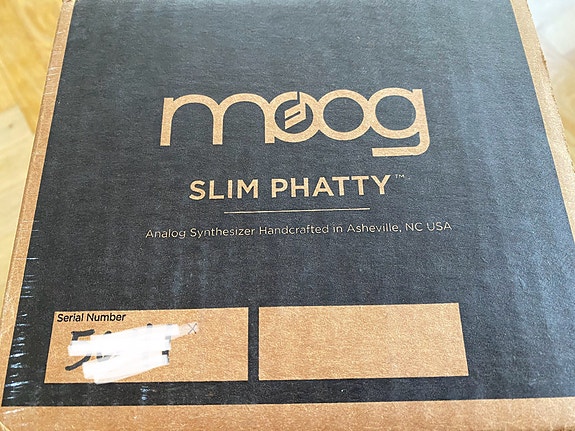 moog
SLIM PHATTY™
Analog Synthesizer Handcrafted in Asheville, NC USA
Serial Number